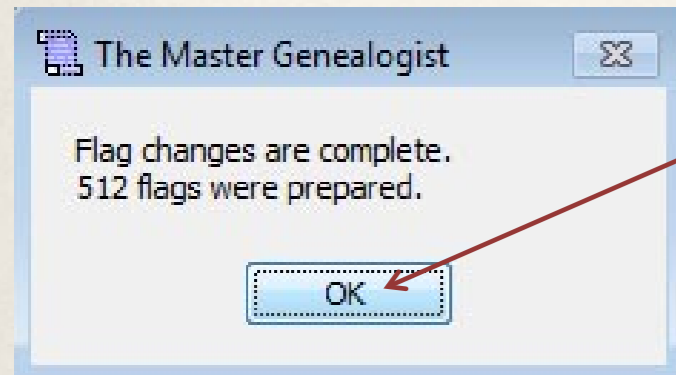 The Master Genealogist
Flag changes are complete.
512 flags were prepared.
OK